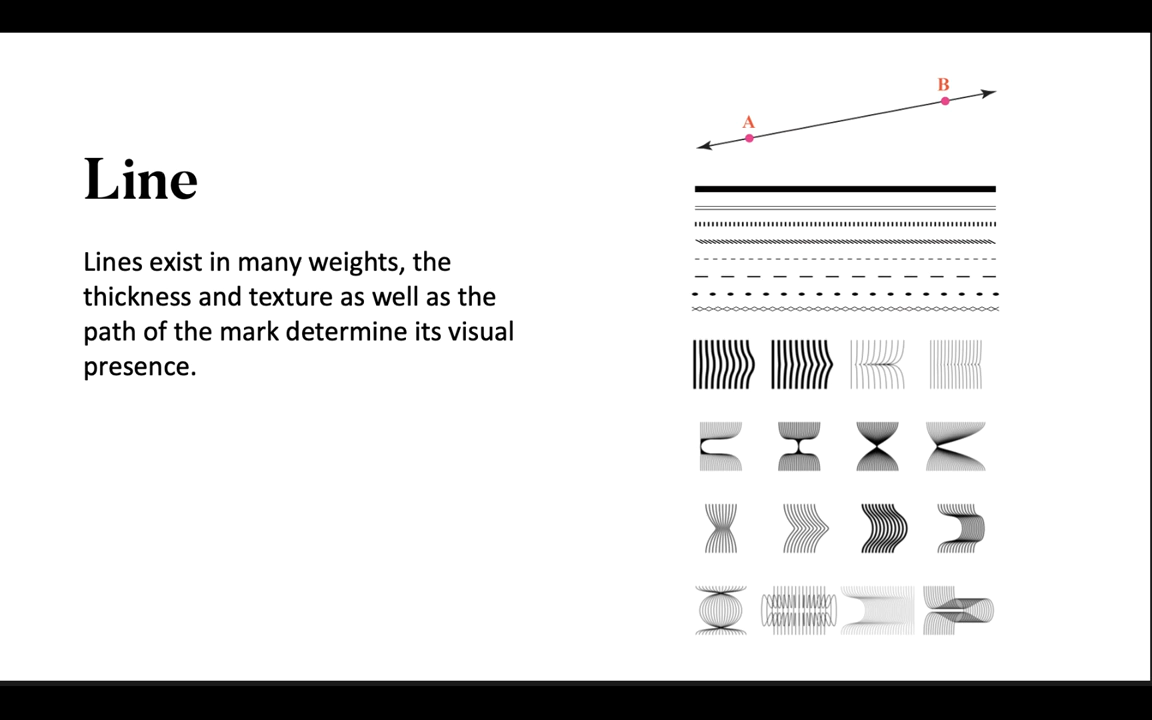 Line
Lines exist in many weights, the
thickness and texture as well as the
path of the mark determine its visual
presence.
A
B